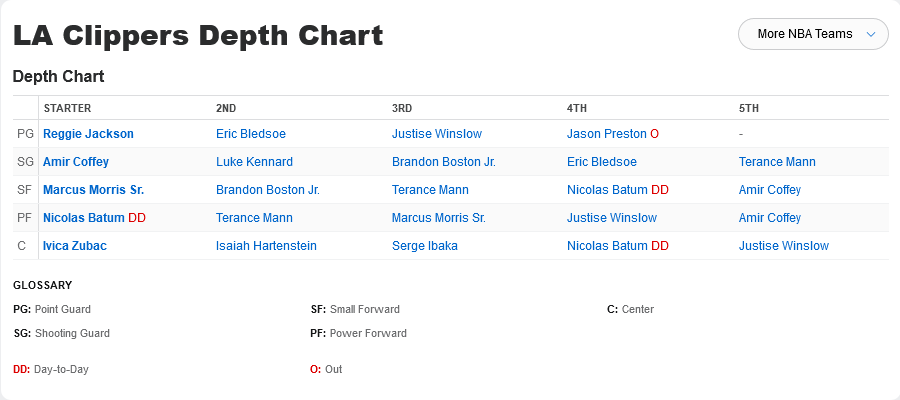 LA Clippers Depth Chart
More NBA Teams
Depth Chart
STARTER 2ND 3RD 4TH 5TH
PG Reggie Jackson Eric Bledsoe Justise Winslow Jason Preston O -
SG Amir Coffey Luke Kennard Brandon Boston Jr. Eric Bledsoe Terance Mann
SF Marcus Morris Sr. Brandon Boston Jr. Terance Mann Nicolas Batum DD Amir Coffey
PF Nicolas Batum DD Terance Mann Marcus Morris Sr. Justise Winslow Amir Coffey
C Ivica Zubac Isaiah Hartenstein Serge Ibaka Nicolas Batum DD Justise Winslow
GLOSSARY
PG: Point Guard SF: Small Forward C: Center
SG: Shooting Guard PF: Power Forward
DD: Day-to-Day O: Out